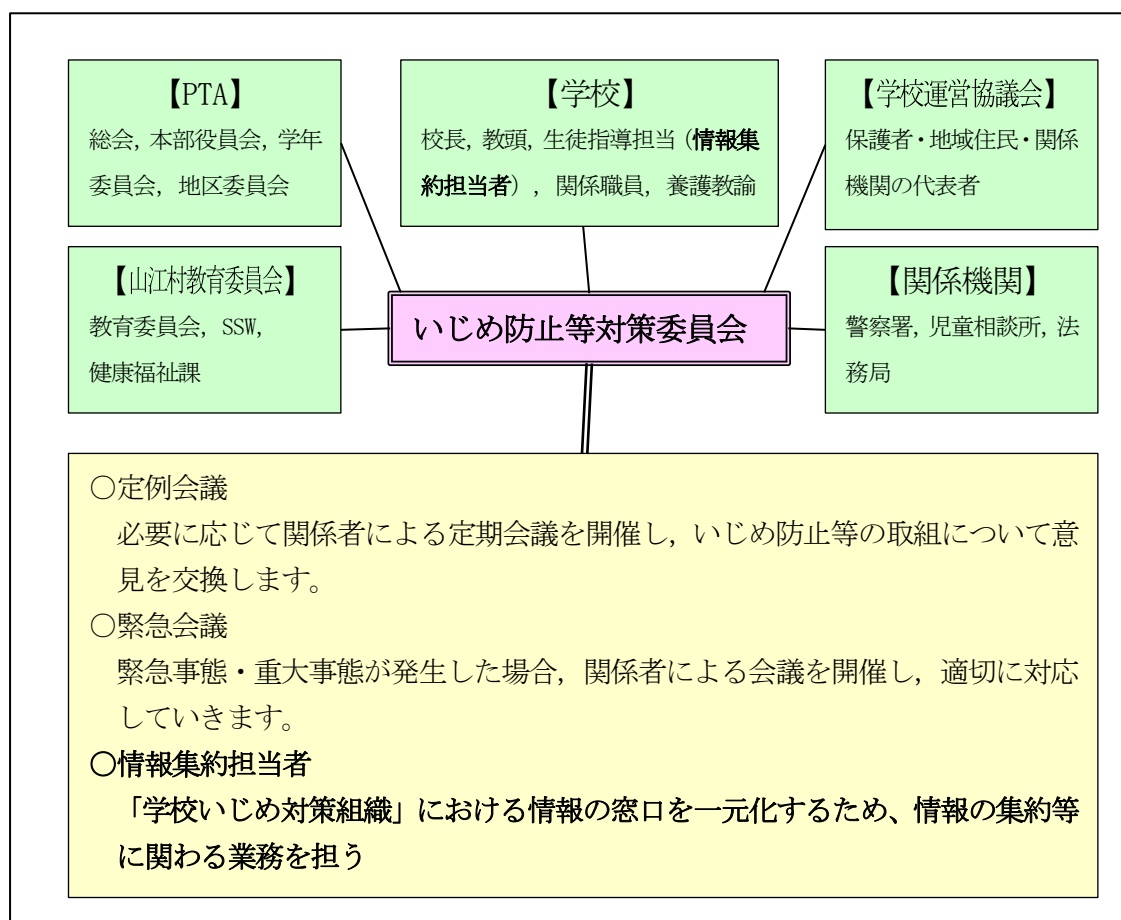 【PTA】
総会，本部役員会，学年
委員会，地区委員会
【学校】
校長，教頭，生徒指導担当（情報集
約担当者），関係職員，養護教諭
【学校運営協議会】
保護者・地域住民・関係
機関の代表者
【山江村教育委員会】
教育委員会，SSW，
健康福祉課
いじめ防止等対策委員会
【関係機関】
警察署，児童相談所，法
務局
○定例会議
必要に応じて関係者による定期会議を開催し，いじめ防止等の取組について意
見を交換します。
○緊急会議
緊急事態・重大事態が発生した場合，関係者による会議を開催し，適切に対応
していきます。
○情報集約担当者
「学校いじめ対策組織」における情報の窓口を一元化するため、情報の集約等
に関わる業務を担う